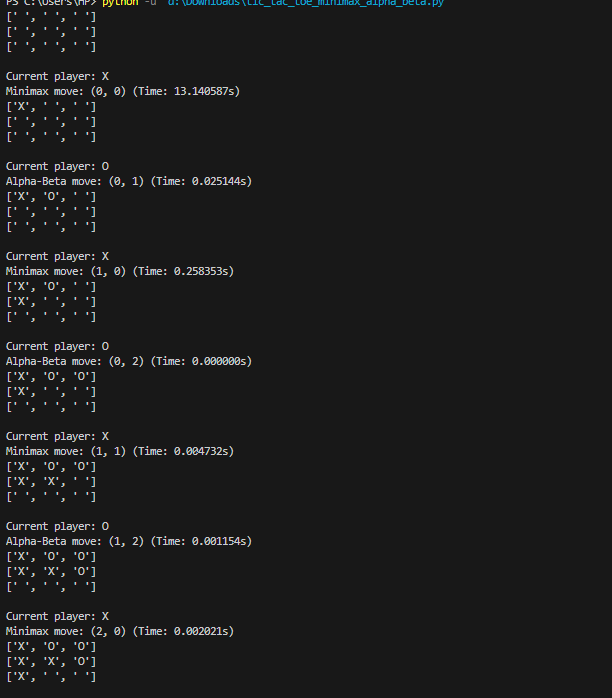 PS C:\Users\HP> python -u "d:\Downloads\tic_tac_toe_minimax_alpha_beta.py"
[' ', ' ', ' ']
[' ', ' ', ' ']
[' ', ' ', ' ']
Current player: X
Minimax move: (0, 0) (Time: 13.140587s)
['X', ' ', ' ']
[' ', ' ', ' ']
[' ', ' ', ' ']
Current player: O
Alpha-Beta move: (0, 1) (Time: 0.025144s)
['X', 'O', ' ']
[' ', ' ', ' ']
[' ', ' ', ' ']
Current player: X
Minimax move: (1, 0) (Time: 0.258353s)
['X', 'O', ' ']
['X', ' ', ' ']
[' ', ' ', ' ']
Current player: O
Alpha-Beta move: (0, 2) (Time: 0.000000s)
['X', 'O', 'O']
['X', ' ', ' ']
[' ', ' ', ' ']
Current player: X
Minimax move: (1, 1) (Time: 0.004732s)
['X', 'O', 'O']
['X', 'X', ' ']
[' ', ' ', ' ']
Current player: O
Alpha-Beta move: (1, 2) (Time: 0.001154s)
['X', 'O', 'O']
['X', 'X', 'O']
[' ', ' ', ' ']
Current player: X
Minimax move: (2, 0) (Time: 0.002021s)
['X', 'O', 'O']
['X', 'X', 'O']
['X', ' ', ' ']